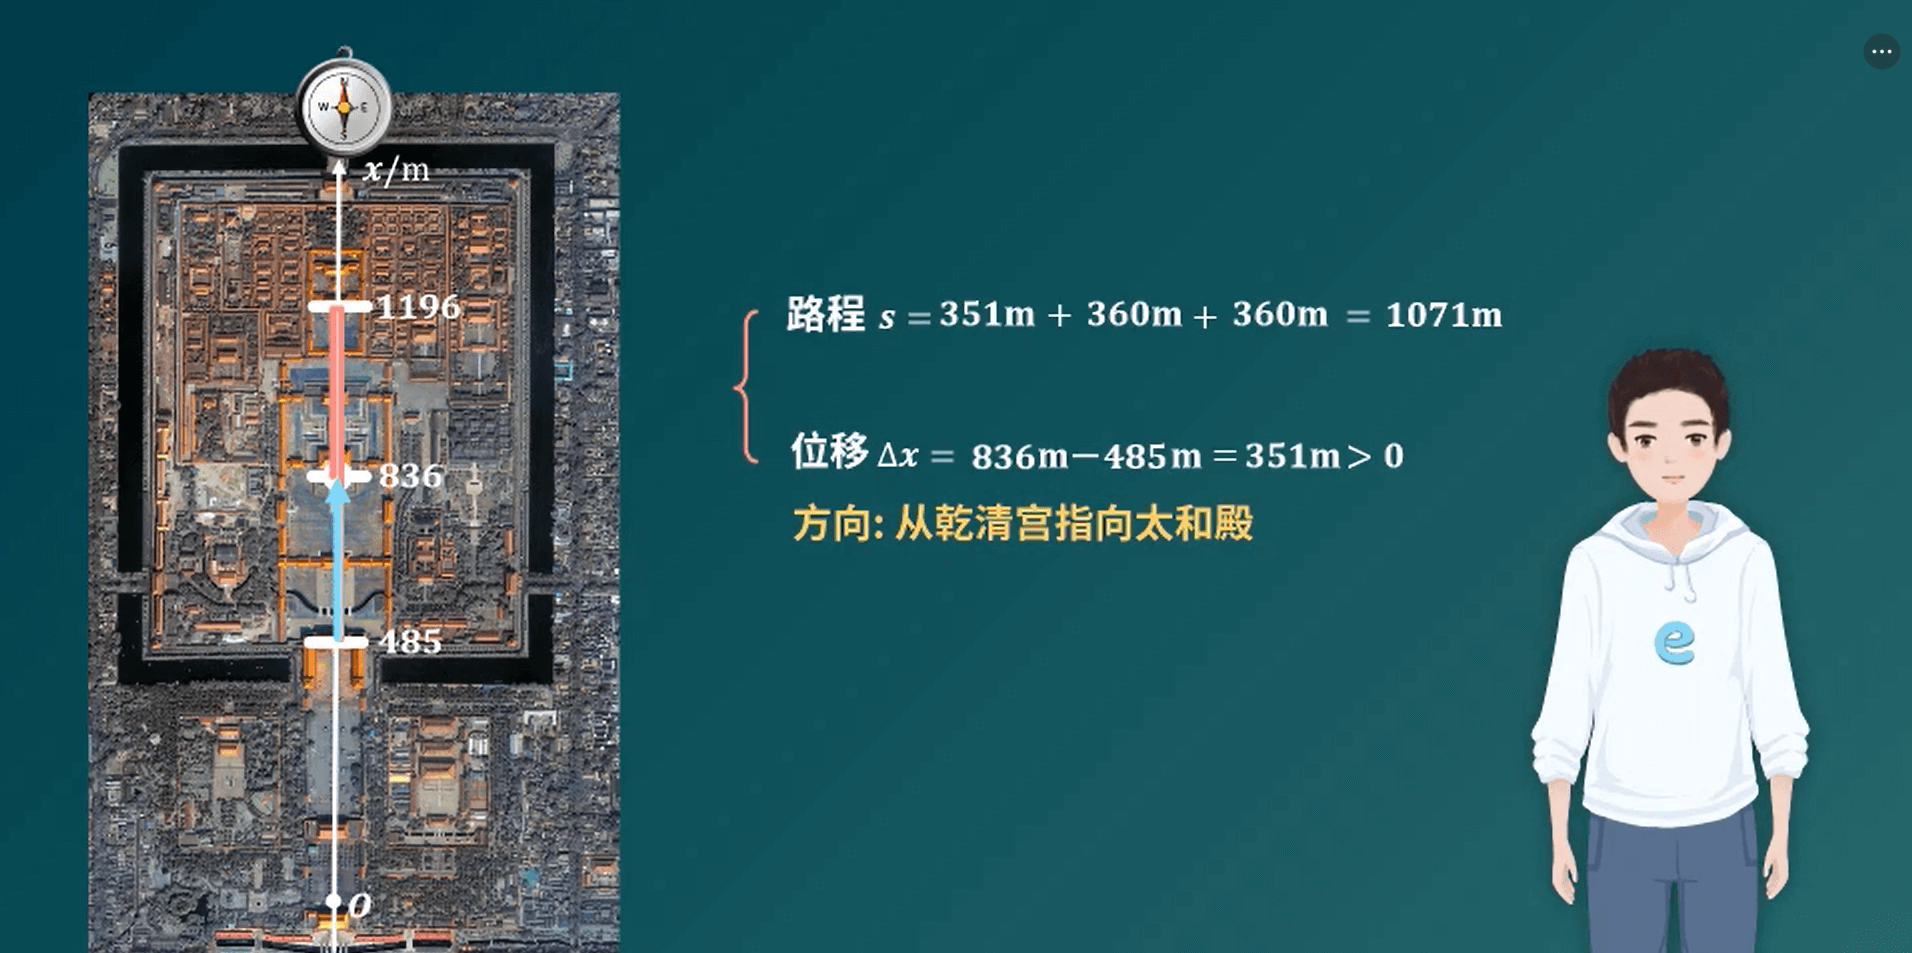 N
W E
S
x/m
1196
836
485
O
路程 s = 351m + 360m + 360m = 1071m
位移 Δx = 836m－485m = 351m > 0
方向: 从乾清宫指向太和殿
e